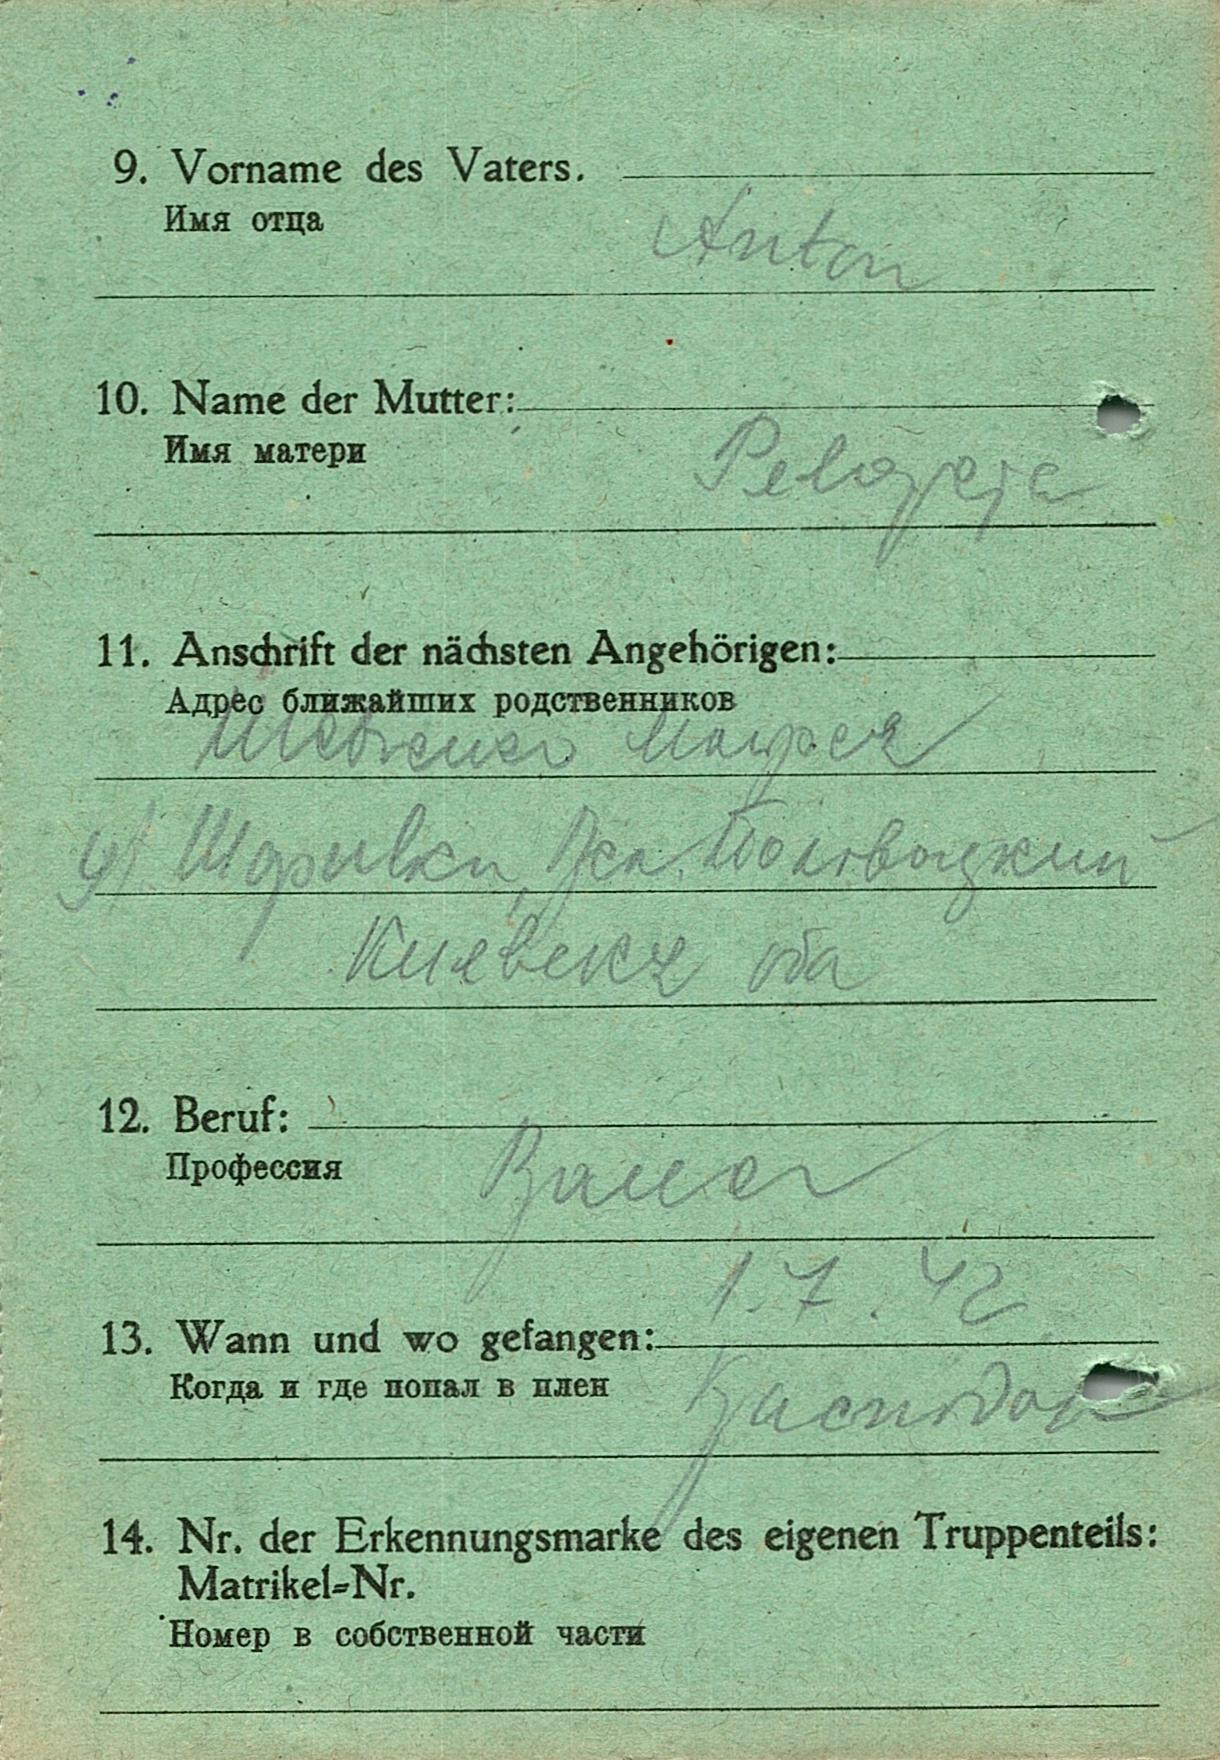 9. Vorname des Vaters.
Имя отца
Anton
10. Name der Mutter:
Имя матери
Pelageja
11. Anschrift der nächsten Angehörigen:
Адрес ближайших родственников
с/ Шаривки,
Киевск обл
12. Beruf:
Профессия
Bauer
1.7.42
13. Wann und wo gefangen:
Когда и где попал в плен
14. Nr. der Erkennungsmarke des eigenen Truppenteils:
Matrikel-Nr.
Номер в собственной части